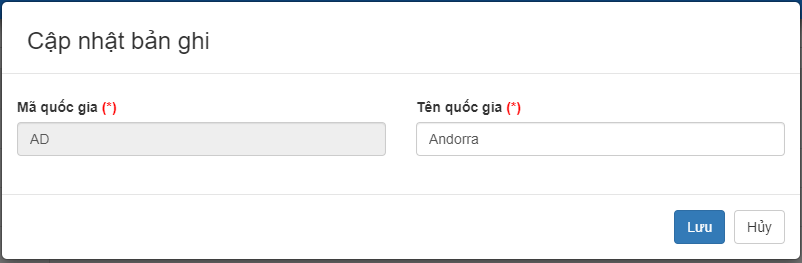 Cập nhật bản ghi
Mã quốc gia (*) Tên quốc gia (*)
AD Andorra
Lưu Hủy